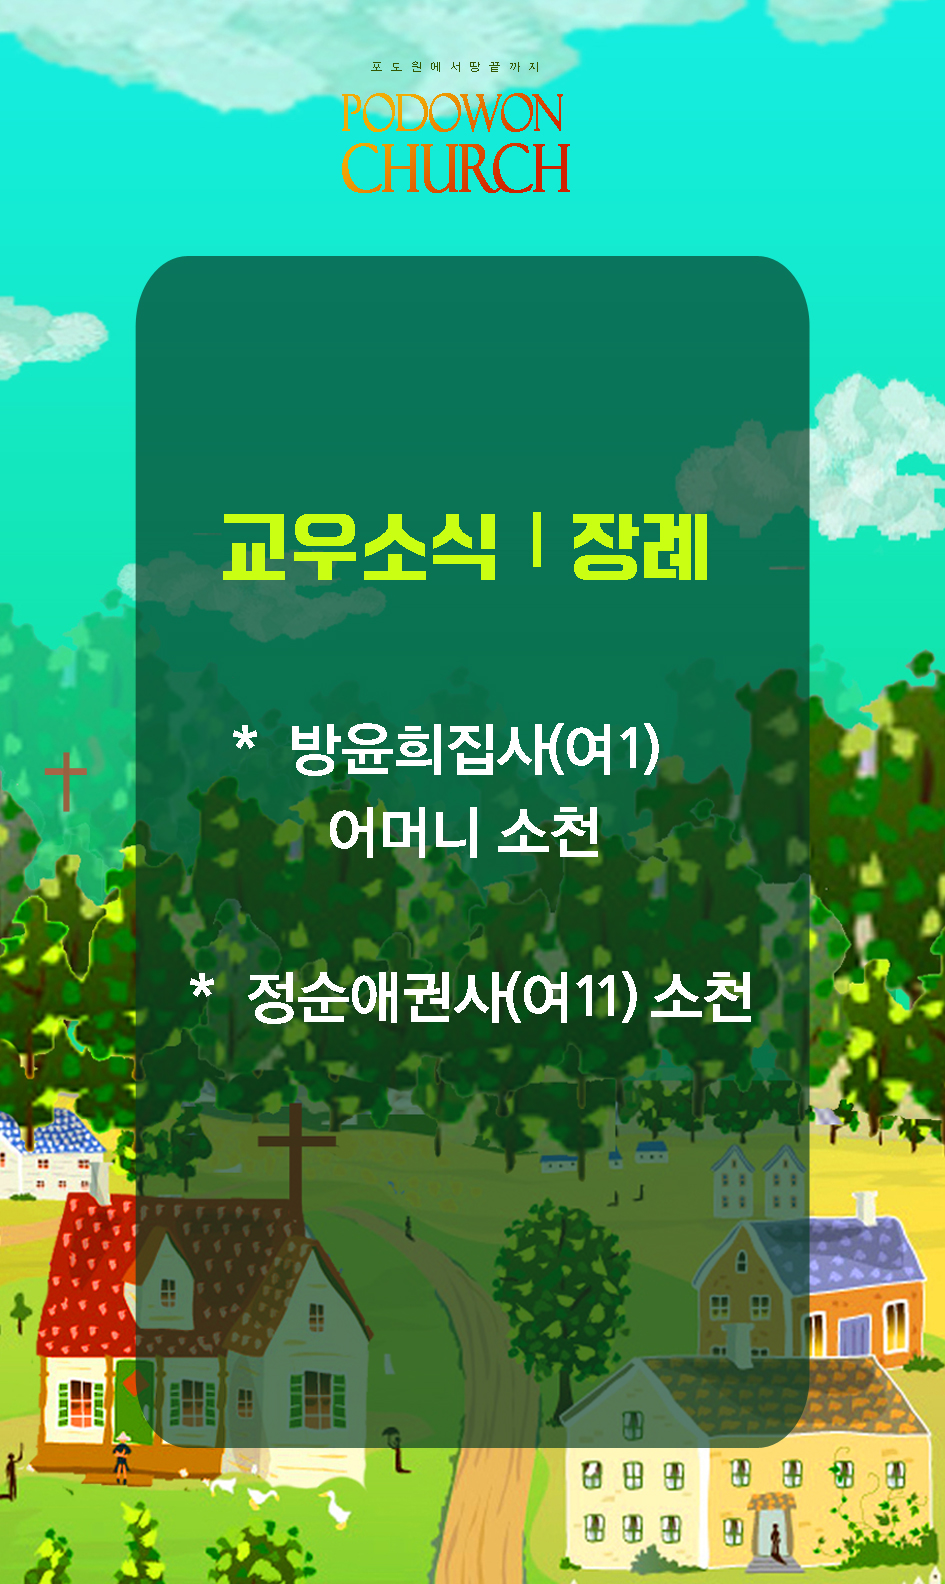 포도원에서땅끝까지
PODOWON
CHURCH
교우소식 | 장례
* 방윤희집사(여1)
어머니 소천
* 정순애권사(여11) 소천